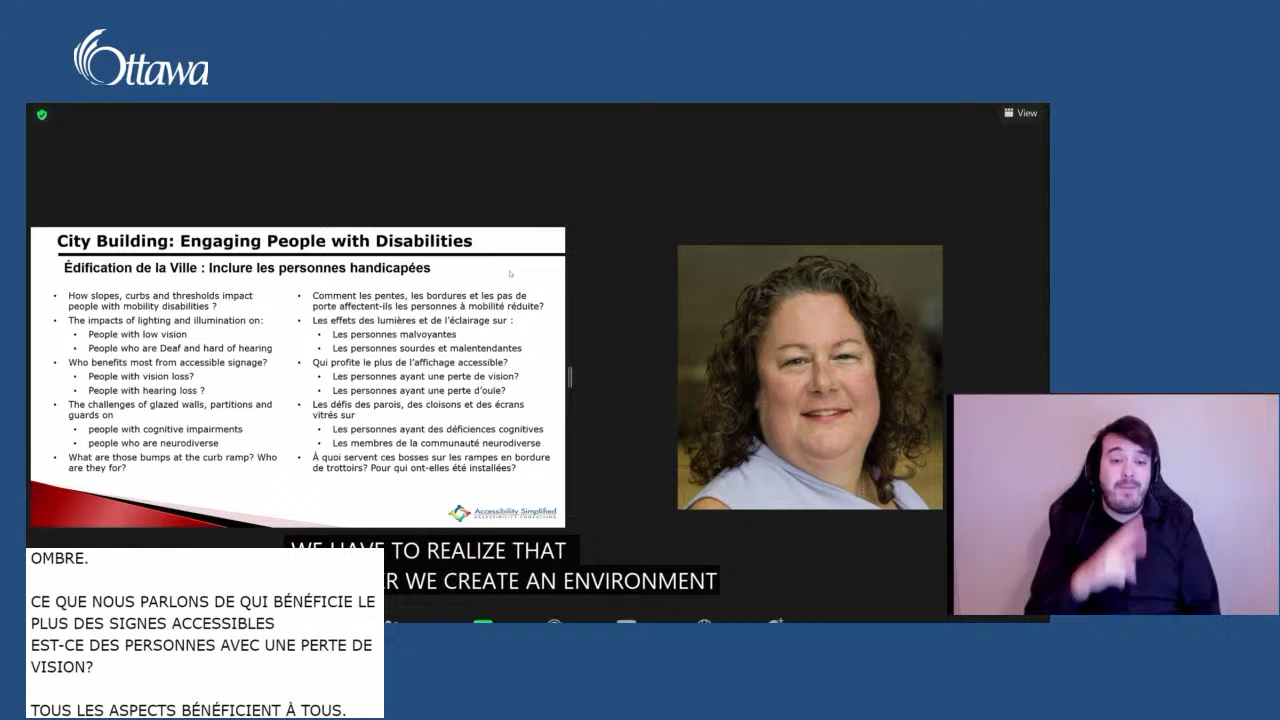 Ottawa
View
City Building: Engaging People with Disabilities
Édification de la Ville : Inclure les personnes handicapées
• How slopes, curbs and thresholds impact
people with mobility disabilities ?
• The impacts of lighting and illumination on:
• People with low vision
• People who are Deaf and hard of hearing
• Who benefits most from accessible signage?
• People with vision loss?
• People with hearing loss ?
• The challenges of glazed walls, partitions and
guards on
• people with cognitive impairments
• people who are neurodiverse
• What are those bumps at the curb ramp? Who
are they for?
• Comment les pentes, les bordures et les pas de
porte affectent-ils les personnes à mobilité réduite?
• Les effets des lumières et de l’éclairage sur :
• Les personnes malvoyantes
• Les personnes sourdes et malentendantes
• Qui profite le plus de l’affichage accessible?
• Les personnes ayant une perte de vision?
• Les personnes ayant une perte d’ouïe?
• Les défis des parois, des cloisons et des écrans
vitrés sur
• Les personnes ayant des déficiences cognitives
• Les membres de la communauté neurodiverse
• À quoi servent ces bosses sur les rampes en bordure
de trottoirs? Pour qui ont-elles été installées?
Accessibility Simplified
ACCESSIBILITY CONSULTING
WE HAVE TO REALIZE THAT
R WE CREATE AN ENVIRONMENT
OMBRE.
CE QUE NOUS PARLONS DE QUI BÉNÉFICIE LE
PLUS DES SIGNES ACCESSIBLES
EST-CE DES PERSONNES AVEC UNE PERTE DE
VISION?
TOUS LES ASPECTS BÉNÉFICIENT À TOUS.